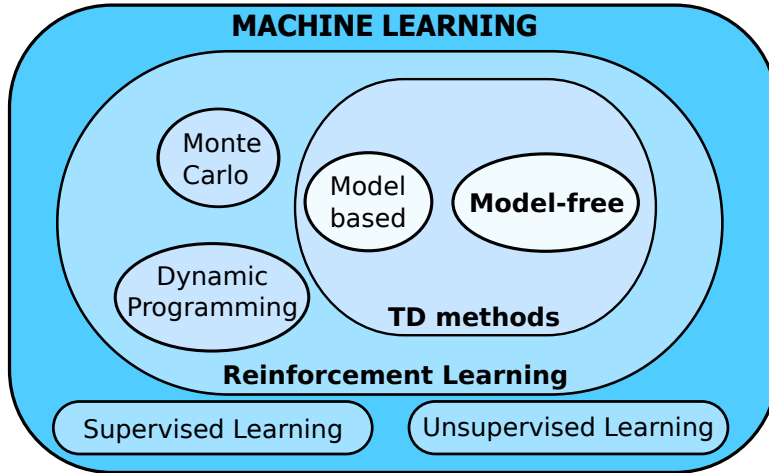 MACHINE LEARNING
Monte
Carlo
Model
based
Model-free
Dynamic
Programming
TD methods
Reinforcement Learning
Supervised Learning
Unsupervised Learning